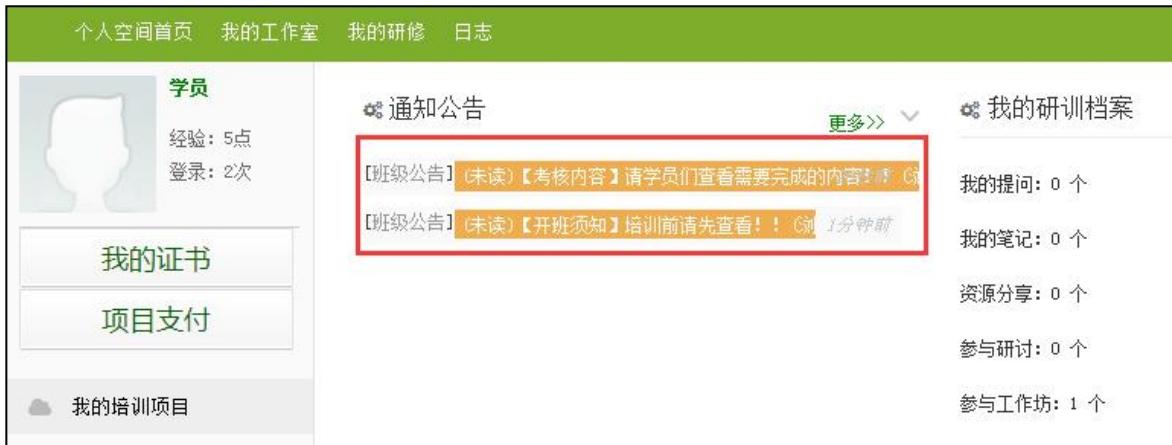 个人空间首页 我的工作室 我的研修 日志
学员
经验：5点
登录：2次
我的证书
项目支付
我的培训项目
通知公告
更多>>
[班级公告] (未读)【考核内容】请学员们查看需要完成的内容！！
[班级公告] (未读)【开班须知】培训前请先查看！！ 1分钟前
我的研训档案
我的提问：0 个
我的笔记：0 个
资源分享：0 个
参与研讨：0 个
参与工作坊：1 个